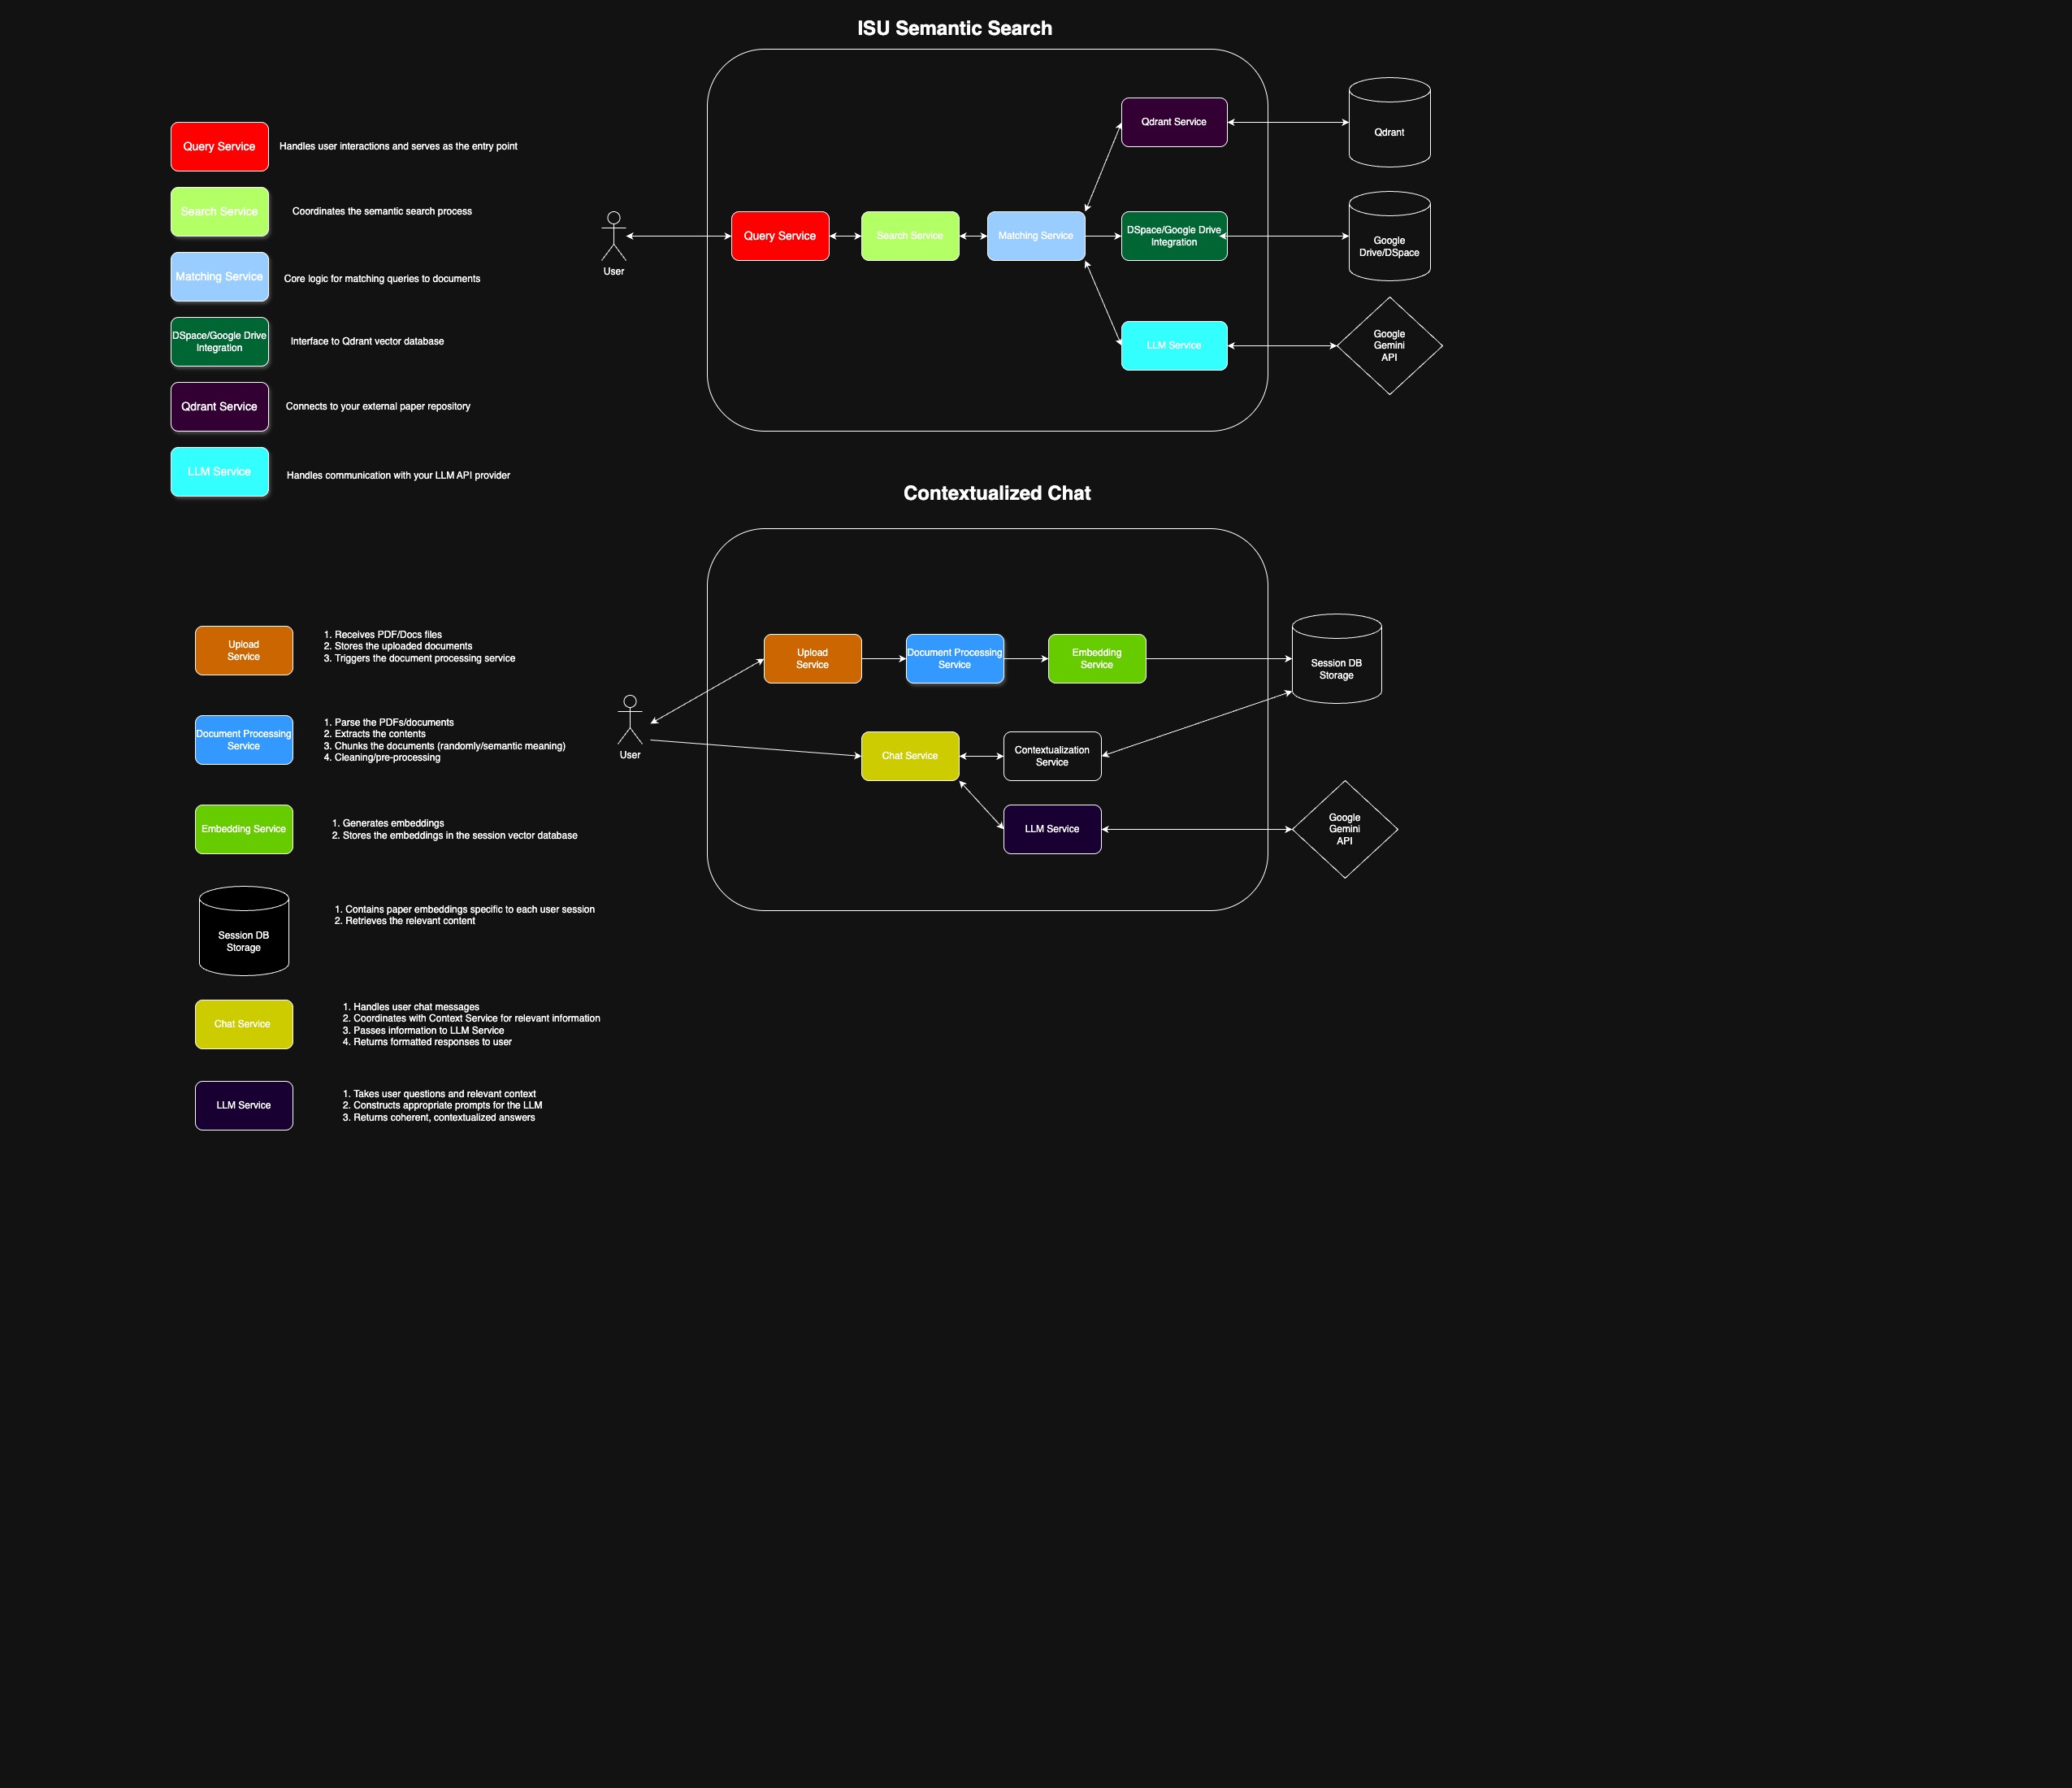 ISU Semantic Search
Query Service
Handles user interactions and serves as the entry point
Search Service
Coordinates the semantic search process
Matching Service
Core logic for matching queries to documents
DSpace/Google Drive
Integration
Interface to Qdrant vector database
Qdrant Service
Connects to your external paper repository
LLM Service
Handles communication with your LLM API provider
User
Query Service
Search Service
Matching Service
Qdrant Service
DSpace/Google Drive
Integration
LLM Service
Qdrant
Google
Drive/DSpace
Google
Gemini
API
Contextualized Chat
Upload
Service
1. Receives PDF/Docs files
2. Stores the uploaded documents
3. Triggers the document processing service
Document Processing
Service
1. Parse the PDFs/documents
2. Extracts the contents
3. Chunks the documents (randomly/semantic meaning)
4. Cleaning/pre-processing
Embedding Service
1. Generates embeddings
2. Stores the embeddings in the session vector database
Session DB
Storage
1. Contains paper embeddings specific to each user session
2. Retrieves the relevant content
Chat Service
1. Handles user chat messages
2. Coordinates with Context Service for relevant information
3. Passes information to LLM Service
4. Returns formatted responses to user
LLM Service
1. Takes user questions and relevant context
2. Constructs appropriate prompts for the LLM
3. Returns coherent, contextualized answers
User
Upload
Service
Document Processing
Service
Embedding
Service
Session DB
Storage
Chat Service
Contextualization
Service
LLM Service
Google
Gemini
API